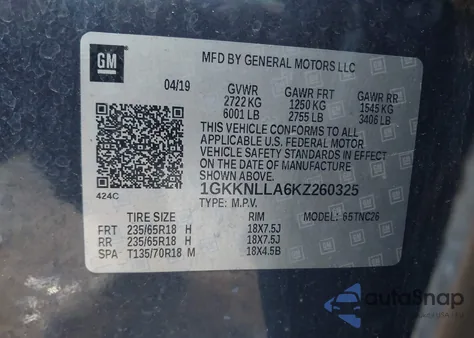 GM
MFD BY GENERAL MOTORS LLC
04/19 GVWR GAWR FRT GAWR RR
2722 KG 1250 KG 1545 KG
6001 LB 2755 LB 3406 LB
THIS VEHICLE CONFORMS TO ALL
APPLICABLE U.S. FEDERAL MOTOR
VEHICLE SAFETY STANDARDS IN
EFFECT ON THE DATE OF MANUFACTURE
SHOWN ABOVE.
424C
1GKKNLLA6KZ260325
TYPE: M.P.V. MODEL: 65TNC26
TIRE SIZE RIM
FRT 235/65R18 H 18X7.5J
RR 235/65R18 H 18X7.5J
SPA T135/70R18 M 18X4.5B
autoSnap